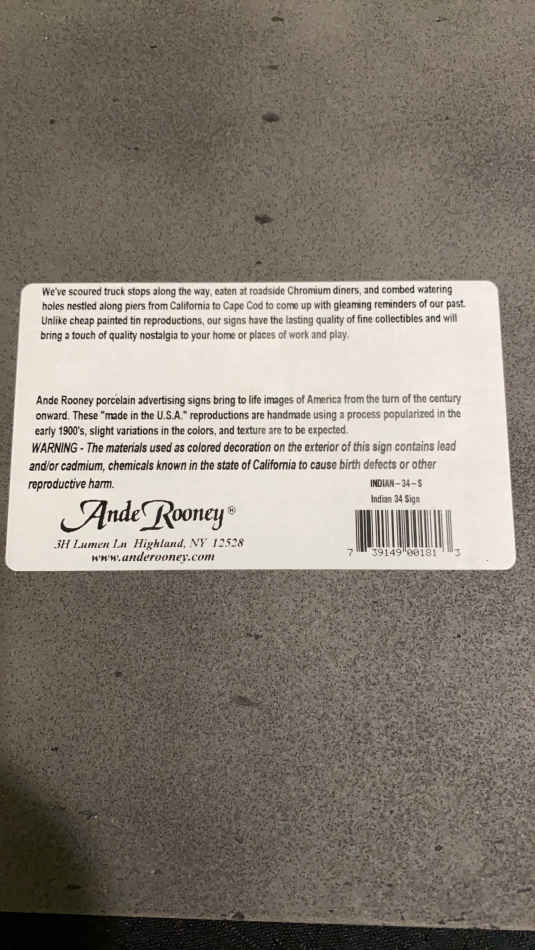 We've scoured truck stops along the way, eaten at roadside Chromium diners, and combed watering
holes nestled along piers from California to Cape Cod to come up with gleaming reminders of our past.
Unlike cheap painted tin reproductions, our signs have the lasting quality of fine collectibles and will
bring a touch of quality nostalgia to your home or places of work and play.
Ande Rooney porcelain advertising signs bring to life images of America from the turn of the century
onward. These "made in the U.S.A." reproductions are handmade using a process popularized in the
early 1900's, slight variations in the colors, and texture are to be expected.
WARNING - The materials used as colored decoration on the exterior of this sign contains lead
and/or cadmium, chemicals known in the state of California to cause birth defects or other
reproductive harm.
INDIAN-34-S
Indian 34 Sign
Ande Rooney®
3H Lumen Ln Highland, NY 12528
www.anderooney.com
7 39149 00181 3